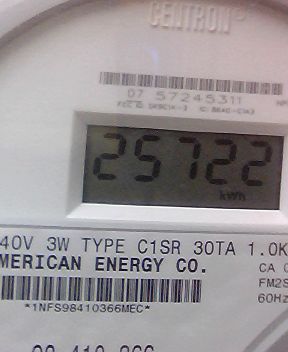 CENTRON®
07 57245311
25722
kWh
40V 3W TYPE C1SR 30TA 1.0K
MERICAN ENERGY CO.
CA 0
FM2S
60Hz
*1NFS98410366MEC*